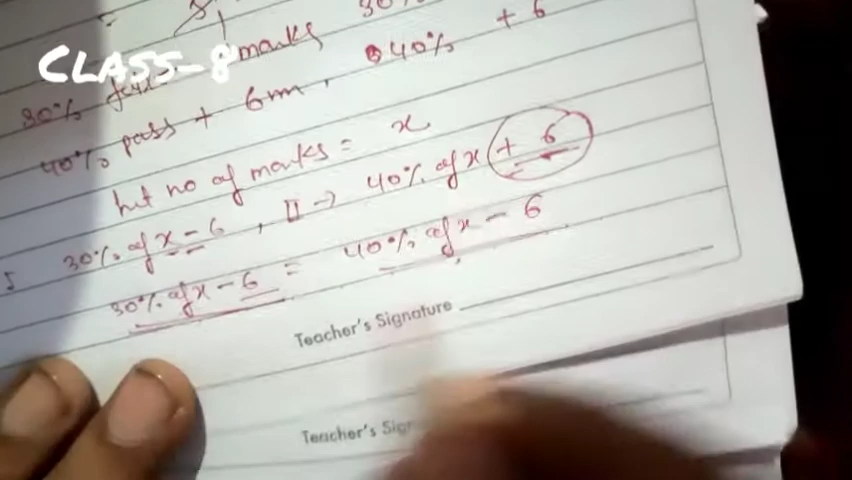 30%
marks
CLASS-8
30% fail
40% + 6
40% pass + 6m,
let no of marks = x
I 30% of x - 6, II → 40% of x + 6
30% of x - 6 = 40% of x - 6
Teacher's Signature
Teacher's Sig